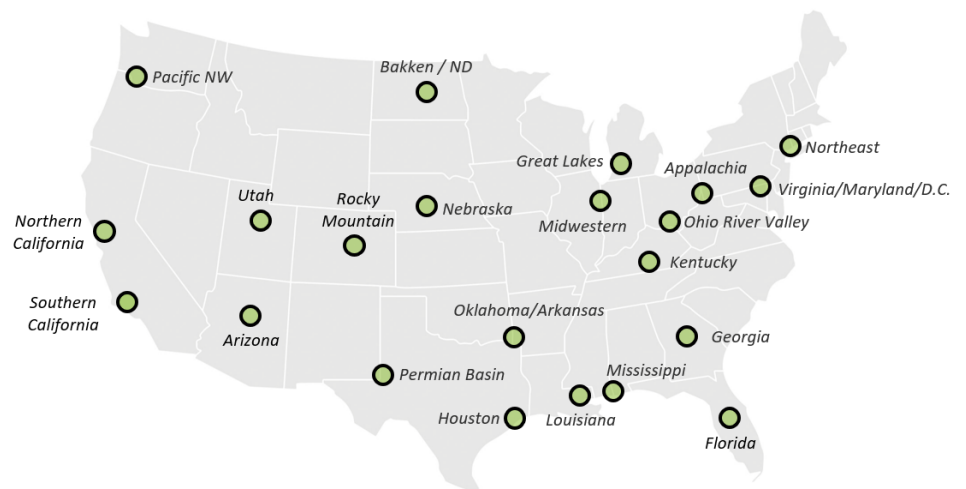 Bakken / ND
Pacific NW
Northeast
Great Lakes
Appalachia
Virginia/Maryland/D.C.
Utah
Rocky
Mountain
Nebraska
Midwestern
Ohio River Valley
Northern
California
Kentucky
Southern
California
Oklahoma/Arkansas
Arizona
Georgia
Permian Basin
Mississippi
Houston
Louisiana
Florida